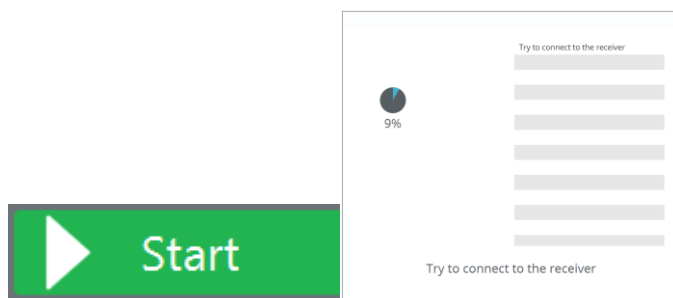 Try to connect to the receiver
9%
Try to connect to the receiver
Start